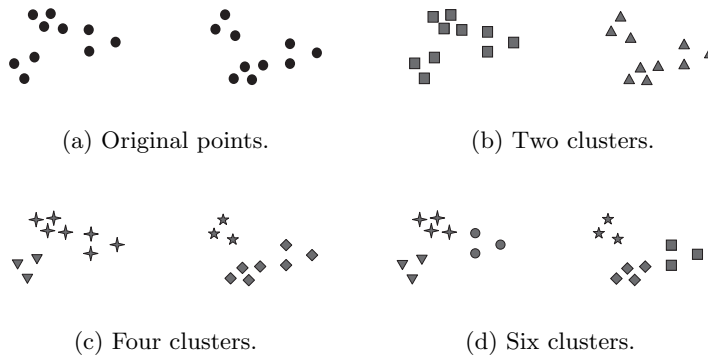 (a) Original points.
(b) Two clusters.
(c) Four clusters.
(d) Six clusters.